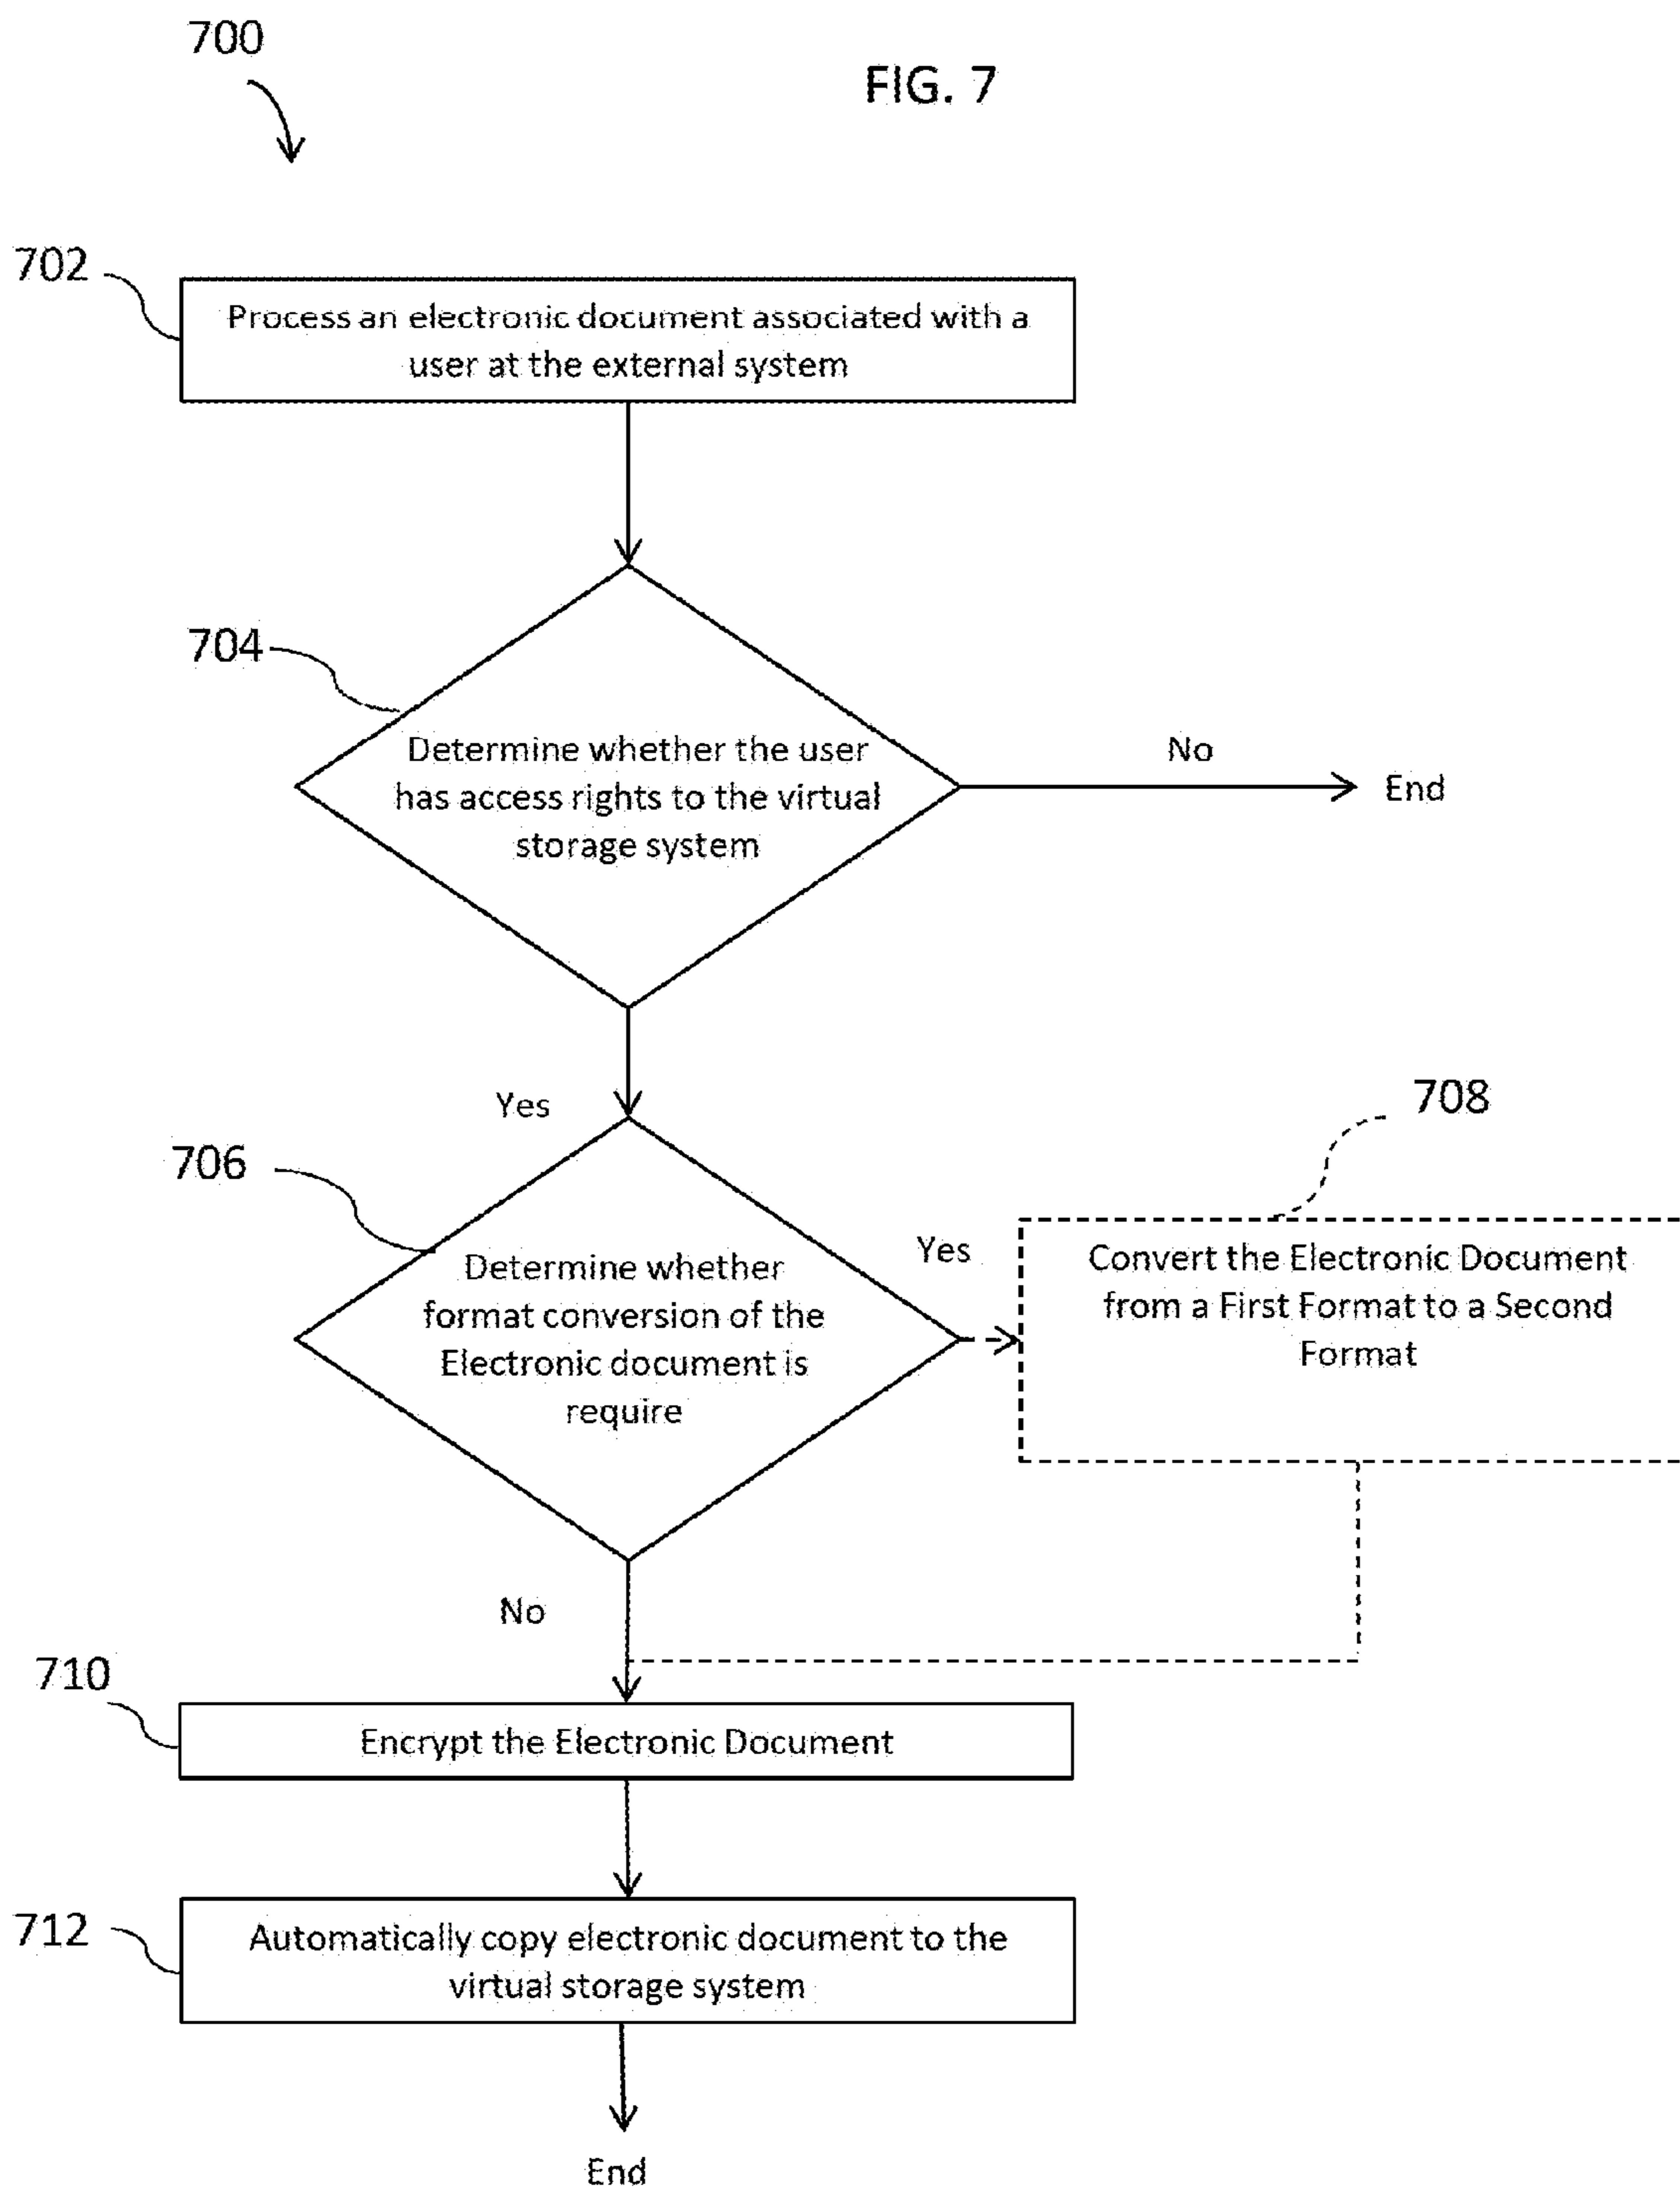 700
FIG. 7
702
Process an electronic document associated with a
user at the external system
704
Determine whether the user
has access rights to the virtual
storage system
No
End
Yes
706
Determine whether
format conversion of the
Electronic document is
require
Yes
708
Convert the Electronic Document
from a First Format to a Second
Format
No
710
Encrypt the Electronic Document
712
Automatically copy electronic document to the
virtual storage system
End